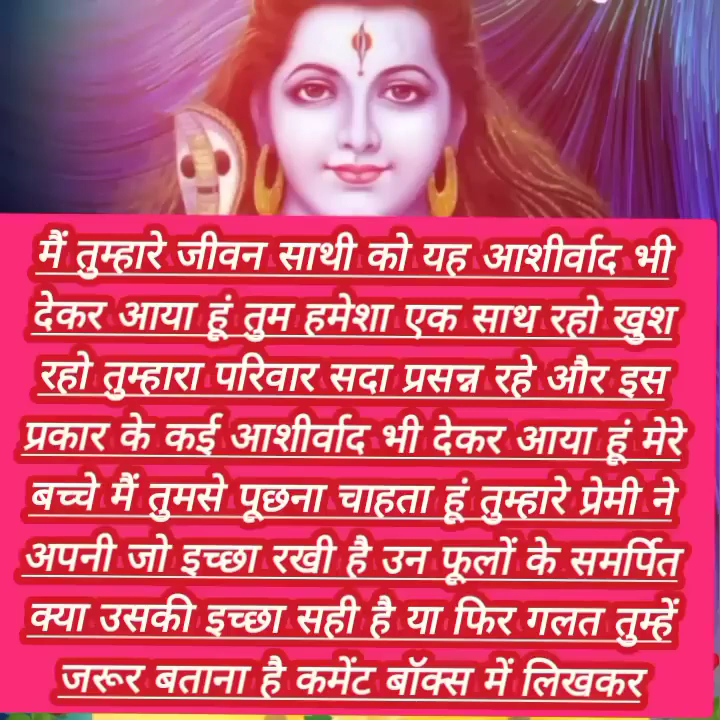 मैं तुम्हारे जीवन साथी को यह आशीर्वाद भी
देकर आया हूं तुम हमेशा एक साथ रहो खुश
रहो तुम्हारा परिवार सदा प्रसन्न रहे और इस
प्रकार के कई आशीर्वाद भी देकर आया हूं मेरे
बच्चे मैं तुमसे पूछना चाहता हूं तुम्हारे प्रेमी ने
अपनी जो इच्छा रखी है उन फूलों के समर्पित
क्या उसकी इच्छा सही है या फिर गलत तुम्हें
जरूर बताना है कमेंट बॉक्स में लिखकर